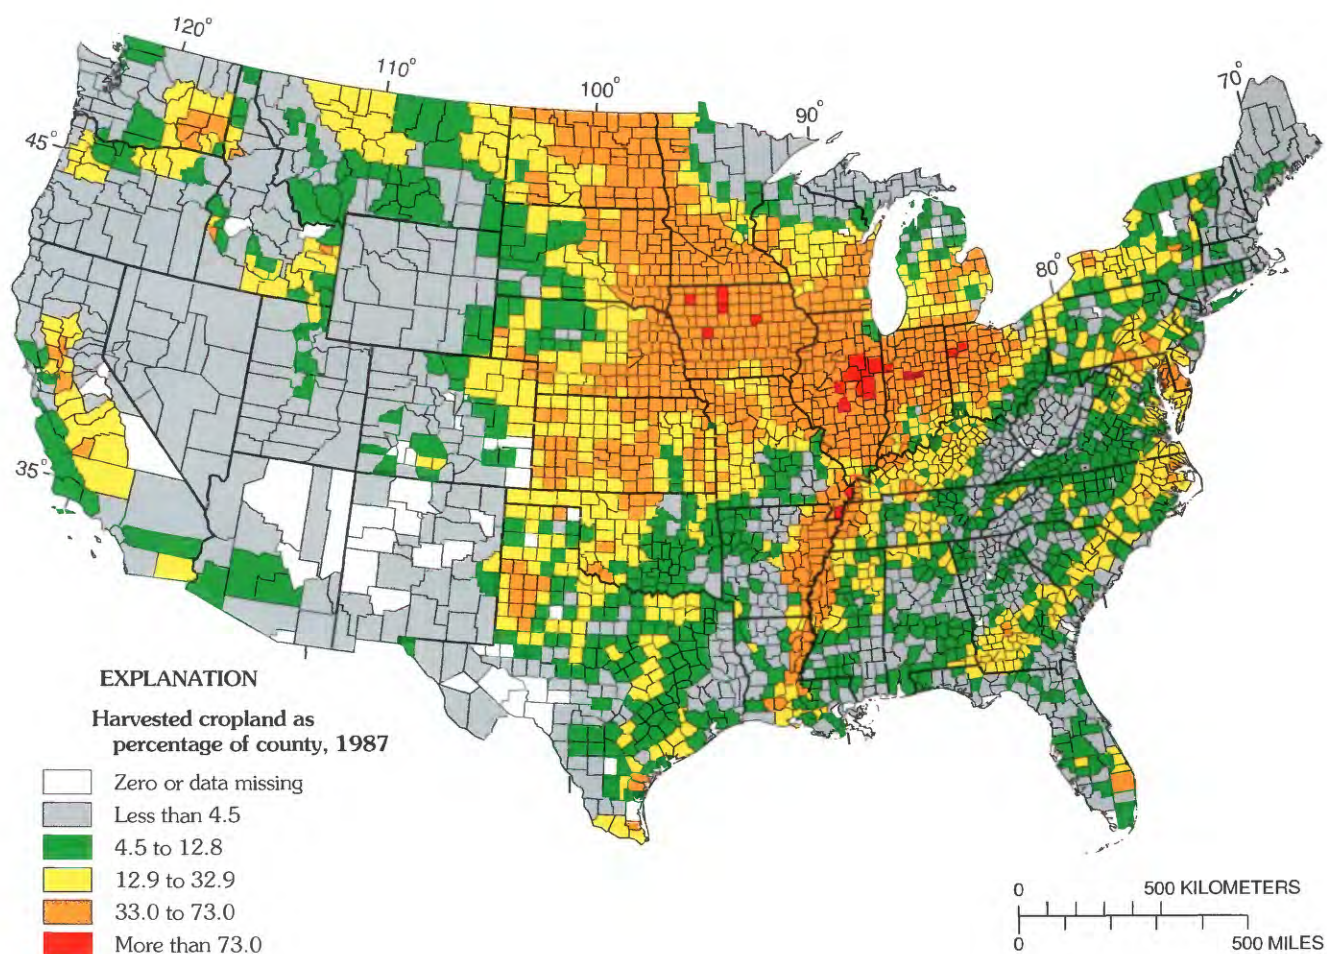 120°
110°
100°
90°
70°
45°
80°
35°
EXPLANATION
Harvested cropland as
percentage of county, 1987
Zero or data missing
Less than 4.5
4.5 to 12.8
12.9 to 32.9
33.0 to 73.0
More than 73.0
0 500 KILOMETERS
0 500 MILES